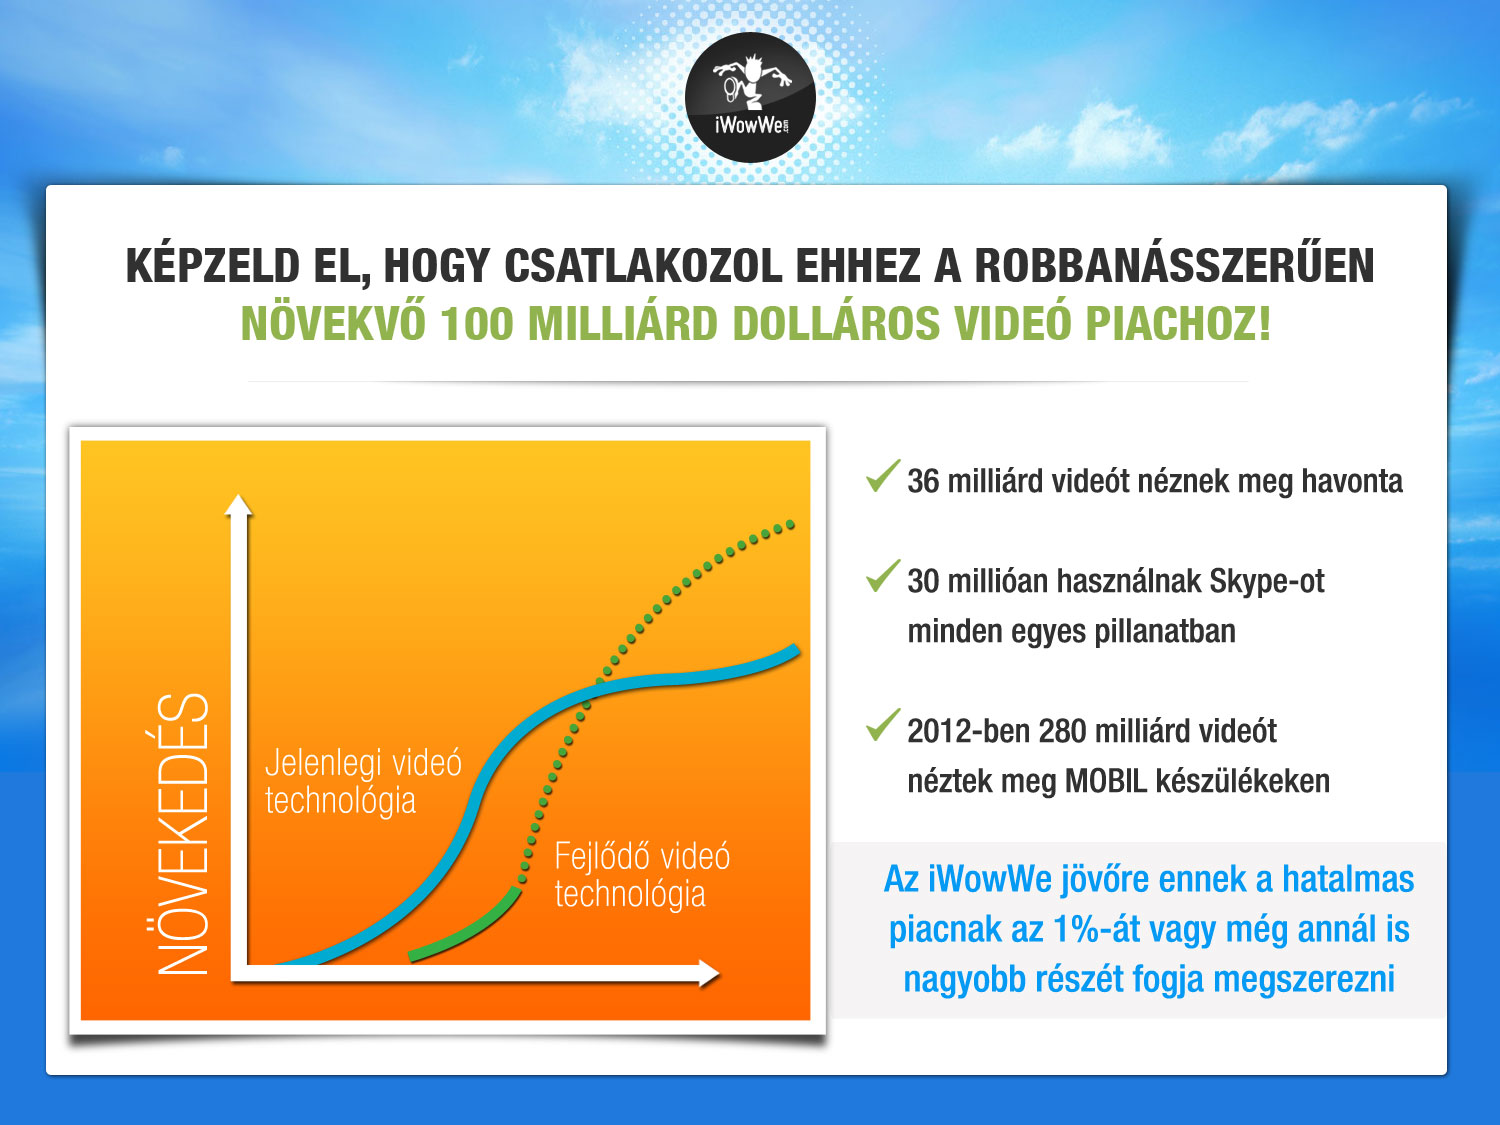 iWowWe.com
KÉPZELD EL, HOGY CSATLAKOZOL EHHEZ A ROBBANÁSSZERŰEN
NÖVEKVŐ 100 MILLIÁRD DOLLÁROS VIDEÓ PIACHOZ!
NÖVEKEDÉS
Jelenlegi videó
technológia
Fejlődő videó
technológia
36 milliárd videót néznek meg havonta
30 millióan használnak Skype-ot
minden egyes pillanatban
2012-ben 280 milliárd videót
néztek meg MOBIL készülékeken
Az iWowWe jövőre ennek a hatalmas
piacnak az 1%-át vagy még annál is
nagyobb részét fogja megszerezni